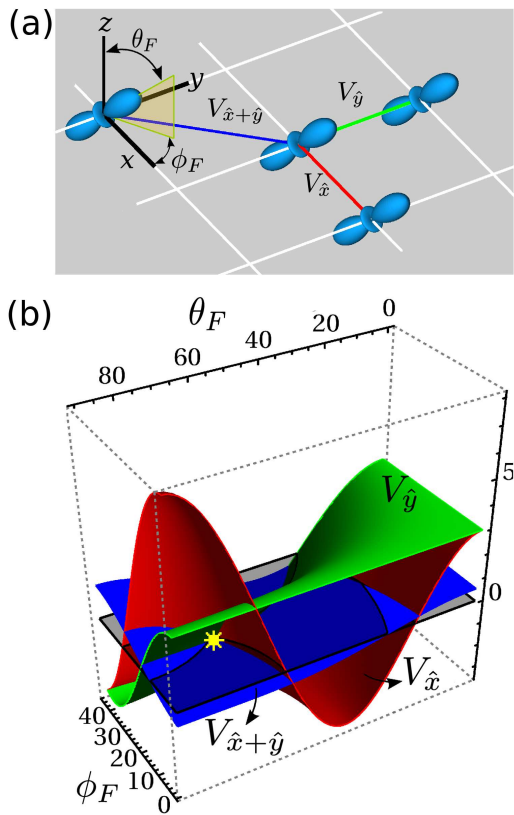 (a)
z
θ_F
y
V_{x̂+ŷ}
V_ŷ
x
ϕ_F
V_x̂
(b)
θ_F
80 60 40 20 0
V_ŷ
5
0
V_x̂
V_{x̂+ŷ}
40
30
20
10
0
ϕ_F